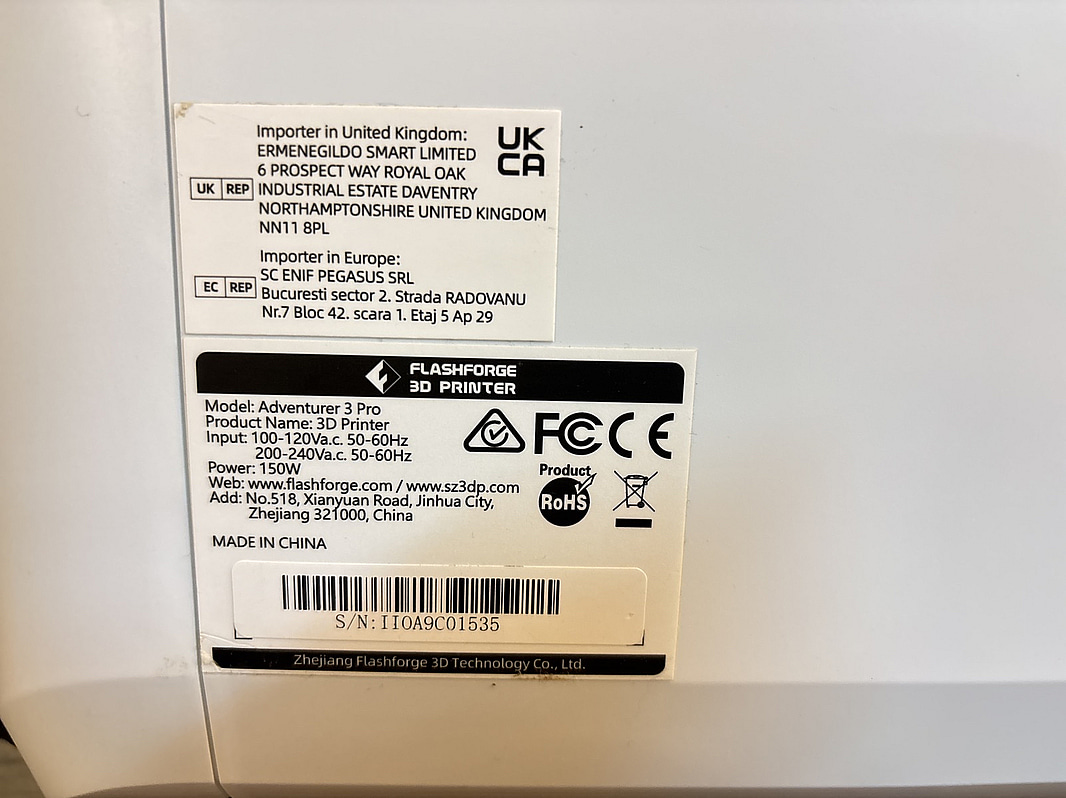 Importer in United Kingdom:
ERMENEGILDO SMART LIMITED
6 PROSPECT WAY ROYAL OAK
UK REP INDUSTRIAL ESTATE DAVENTRY
NORTHAMPTONSHIRE UNITED KINGDOM
NN11 8PL
UK
CA
Importer in Europe:
SC ENIF PEGASUS SRL
EC REP Bucuresti sector 2. Strada RADOVANU
Nr.7 Bloc 42. scara 1. Etaj 5 Ap 29
FLASHFORGE
3D PRINTER
Model: Adventurer 3 Pro
Product Name: 3D Printer
Input: 100-120Va.c. 50-60Hz
200-240Va.c. 50-60Hz
Power: 150W
Web: www.flashforge.com / www.sz3dp.com
Add: No.518, Xianyuan Road, Jinhua City,
Zhejiang 321000, China
FC CE
Product
RoHS
MADE IN CHINA
S/N:IIOA9C01535
Zhejiang Flashforge 3D Technology Co., Ltd.